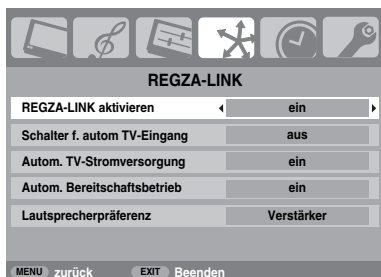 REGZA-LINK
REGZA-LINK aktivieren ein
Schalter f. autom TV-Eingang aus
Autom. TV-Stromversorgung ein
Autom. Bereitschaftsbetrieb ein
Lautsprecherpräferenz Verstärker
MENU zurück EXIT Beenden